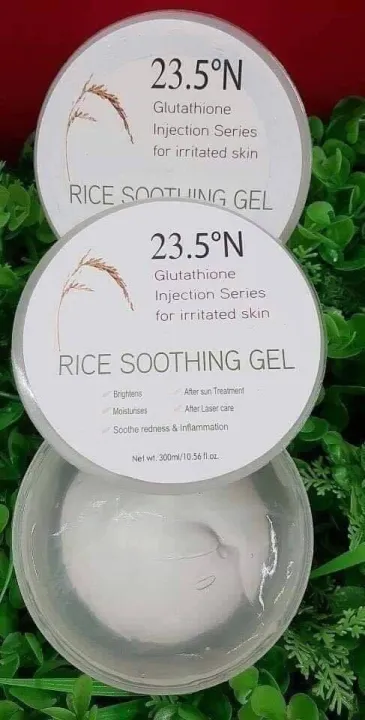 23.5°N
Glutathione
Injection Series
for irritated skin
RICE SOOTHING GEL
23.5°N
Glutathione
Injection Series
for irritated skin
RICE SOOTHING GEL
✓ Brightens ✓ After sun Treatment
✓ Moisturises ✓ After Laser care
✓ Soothe redness & Inflammation
Net wt. 300ml/10.56 fl.oz.